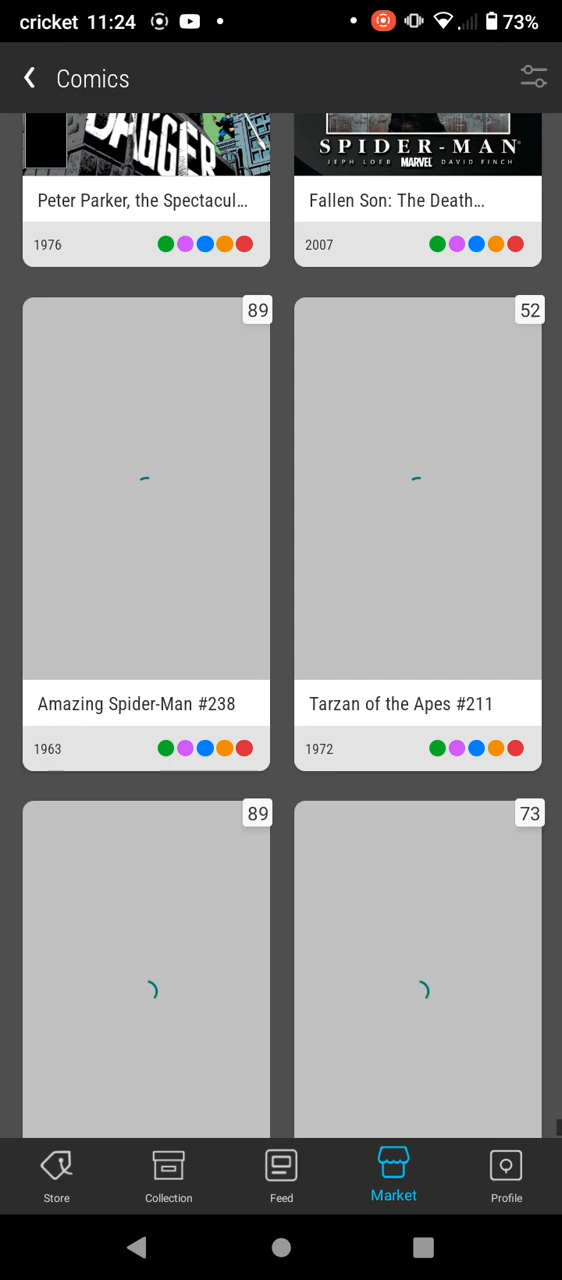 cricket 11:24
73%
Comics
DAGGER
SPIDER-MAN
JEPH LOEB MARVEL DAVID FINCH
Peter Parker, the Spectacul...
Fallen Son: The Death...
1976
2007
89
52
Amazing Spider-Man #238
Tarzan of the Apes #211
1963
1972
89
73
Store
Collection
Feed
Market
Profile